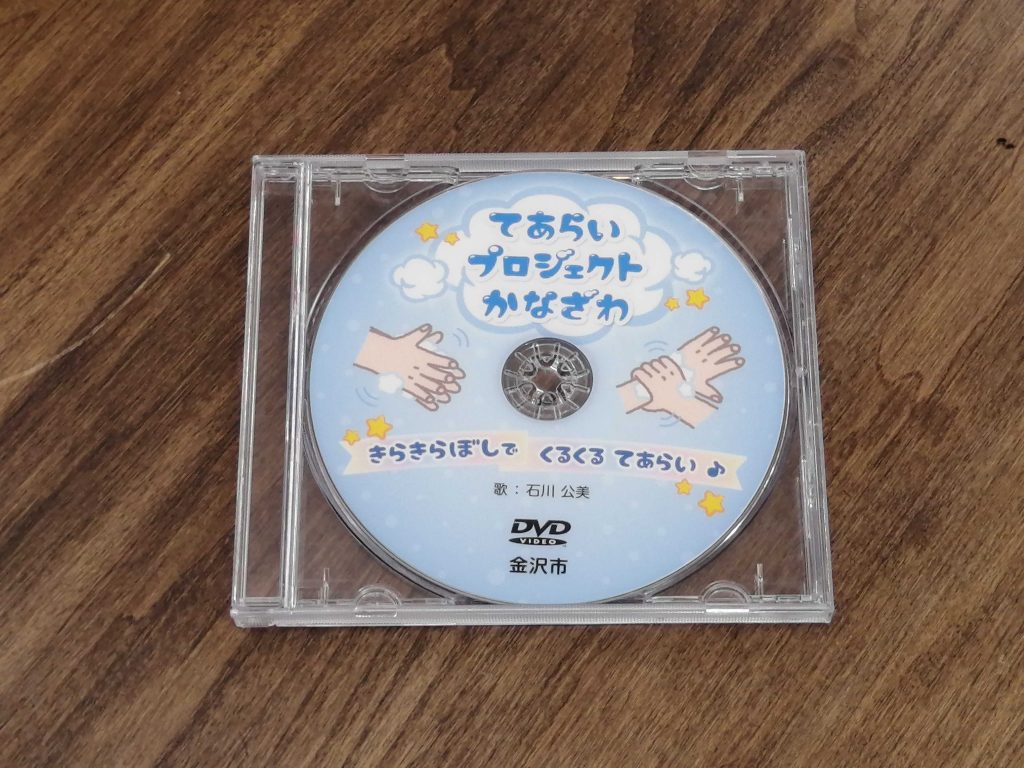 てあらい
プロジェクト
かなざわ
きらきらぼしで くるくる てあらい♪
歌：石川 公美
DVD
VIDEO
金沢市